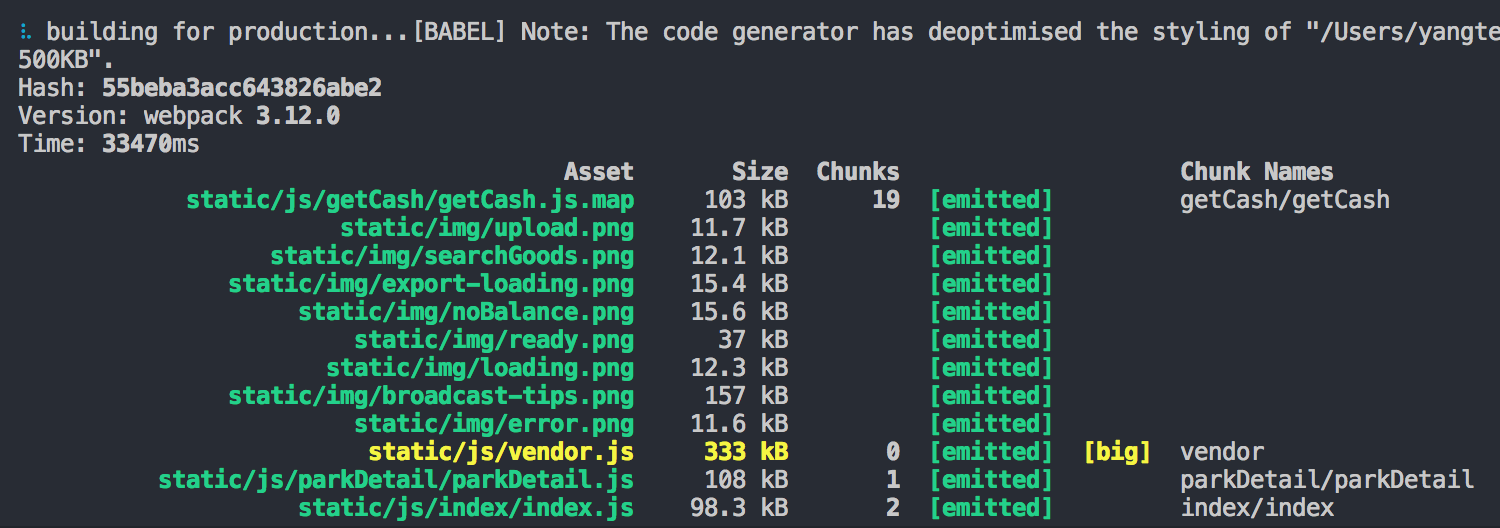 building for production...[BABEL] Note: The code generator has deoptimised the styling of "/Users/yangte
500KB".
Hash: 55beba3acc643826abe2
Version: webpack 3.12.0
Time: 33470ms
Asset Size Chunks Chunk Names
static/js/getCash/getCash.js.map 103 kB 19 [emitted] getCash/getCash
static/img/upload.png 11.7 kB [emitted]
static/img/searchGoods.png 12.1 kB [emitted]
static/img/export-loading.png 15.4 kB [emitted]
static/img/noBalance.png 15.6 kB [emitted]
static/img/ready.png 37 kB [emitted]
static/img/loading.png 12.3 kB [emitted]
static/img/broadcast-tips.png 157 kB [emitted]
static/img/error.png 11.6 kB [emitted]
static/js/vendor.js 333 kB 0 [emitted] [big] vendor
static/js/parkDetail/parkDetail.js 108 kB 1 [emitted] parkDetail/parkDetail
static/js/index/index.js 98.3 kB 2 [emitted] index/index